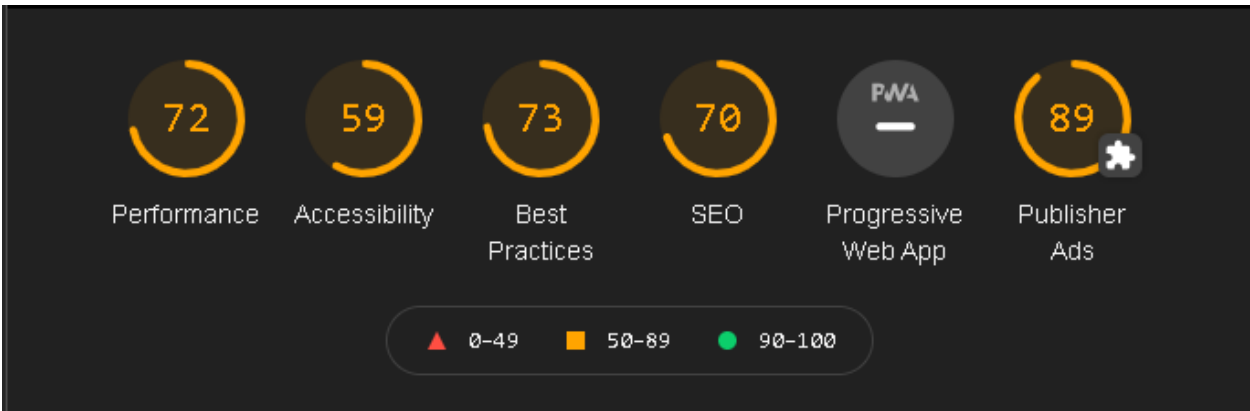 72
59
73
70
PWA
89
Performance
Accessibility
Best
Practices
SEO
Progressive
Web App
Publisher
Ads
0–49
50–89
90–100